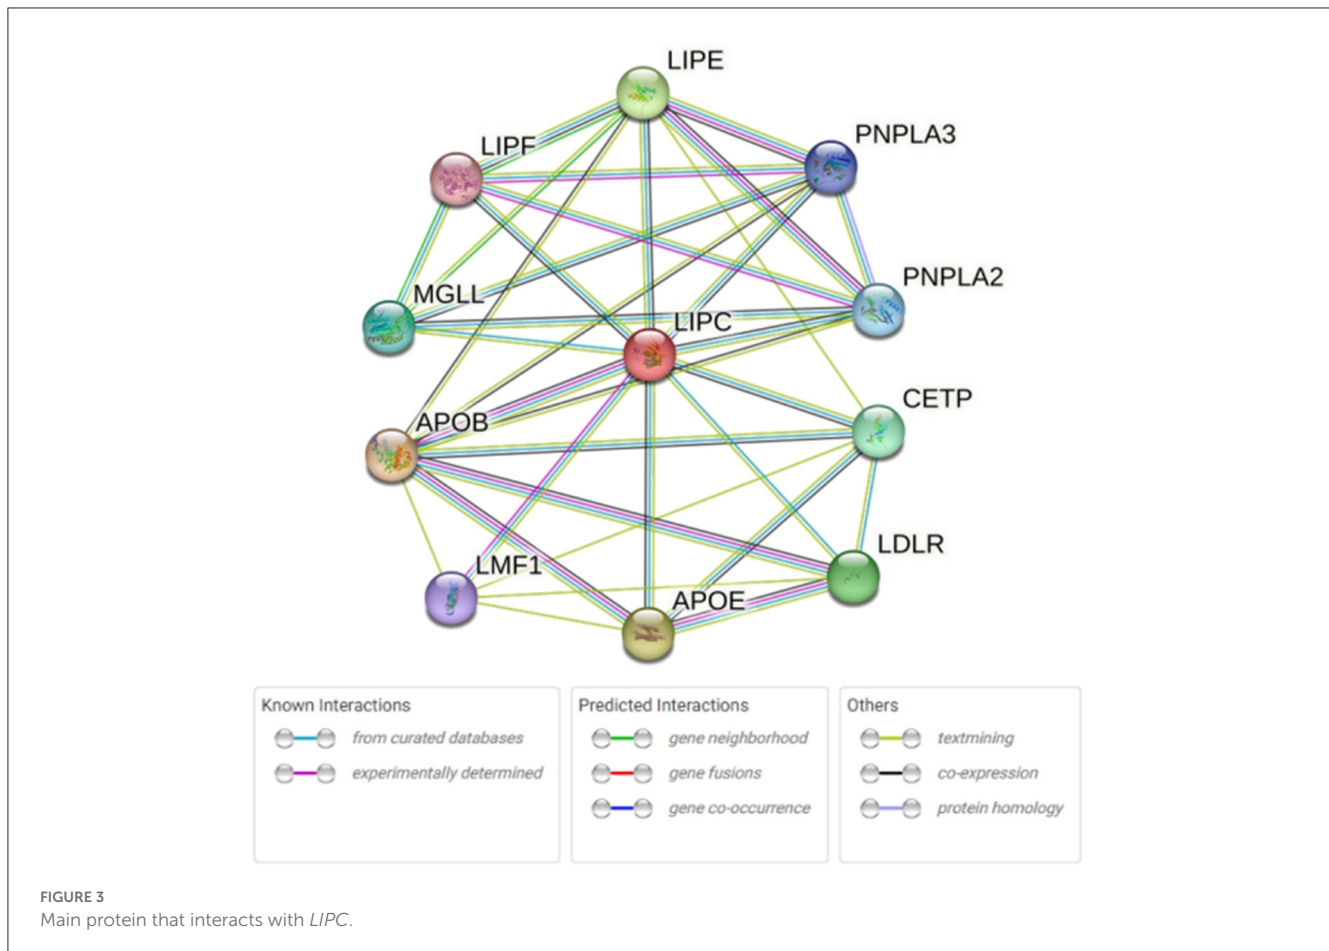 LIPE
PNPLA3
LIPF
PNPLA2
MGLL
LIPC
CETP
APOB
LDLR
LMF1
APOE
Known Interactions
from curated databases
experimentally determined
Predicted Interactions
gene neighborhood
gene fusions
gene co-occurrence
Others
textmining
co-expression
protein homology
FIGURE 3
Main protein that interacts with LIPC.